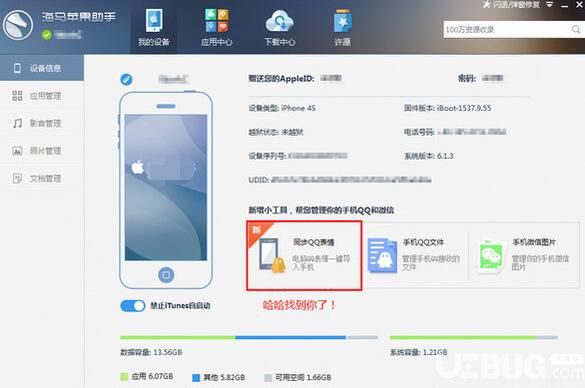 海马苹果助手
我的设备
应用中心
下载中心
许愿
闪退/弹窗修复
100万资源收录
设备信息
应用管理
影音管理
照片管理
文档管理
赠送您的AppleID:
密码:
设备类型: iPhone 4S
固件版本: iBoot-1537.9.55
越狱状态: 未越狱
电话号码:
设备序列号:
系统版本: 6.1.3
UDID:
新增小工具，帮您管理你的手机QQ和微信
新
同步QQ表情
电脑QQ表情一键导
入手机
手机QQ文件
管理手机QQ接收的
文件
手机微信图片
管理你的手机微信
图片
哈哈找到你了！
禁止iTunes自启动
数据容量: 13.56GB
系统容量: 1.21GB
应用 6.07GB
其他 5.82GB
可用空间 1.66GB
UZEBUG.com